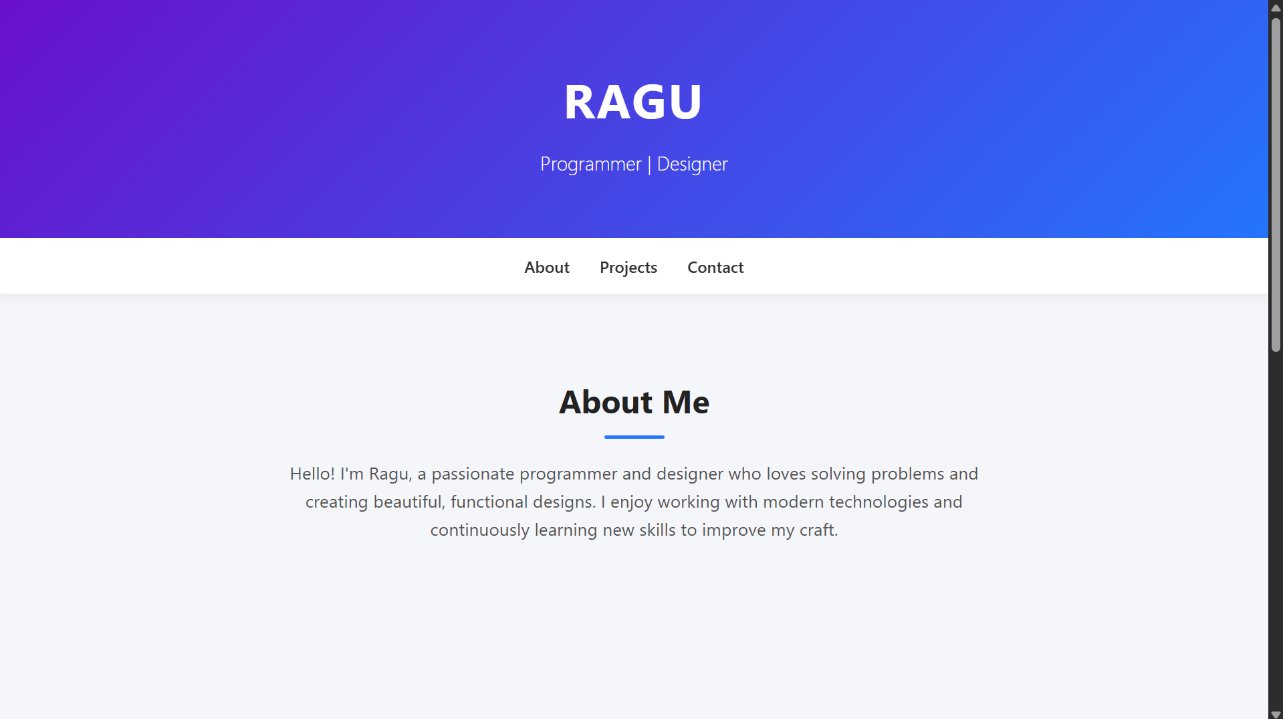 RAGU
Programmer | Designer
About Projects Contact
About Me
Hello! I'm Ragu, a passionate programmer and designer who loves solving problems and
creating beautiful, functional designs. I enjoy working with modern technologies and
continuously learning new skills to improve my craft.